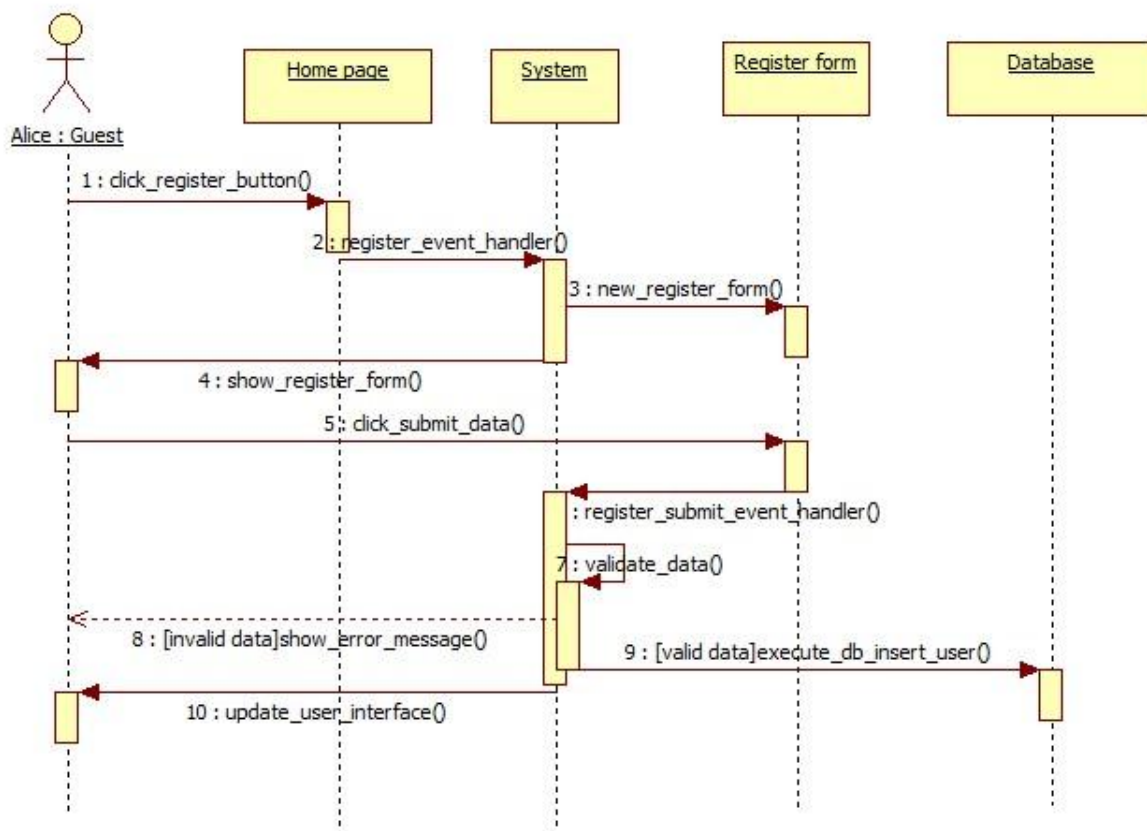 Home page
System
Register form
Database
Alice : Guest
1 : click_register_button()
2 : register_event_handler()
3 : new_register_form()
4 : show_register_form()
5 : click_submit_data()
: register_submit_event_handler()
7 : validate_data()
8 : [invalid data]show_error_message()
9 : [valid data]execute_db_insert_user()
10 : update_user_interface()